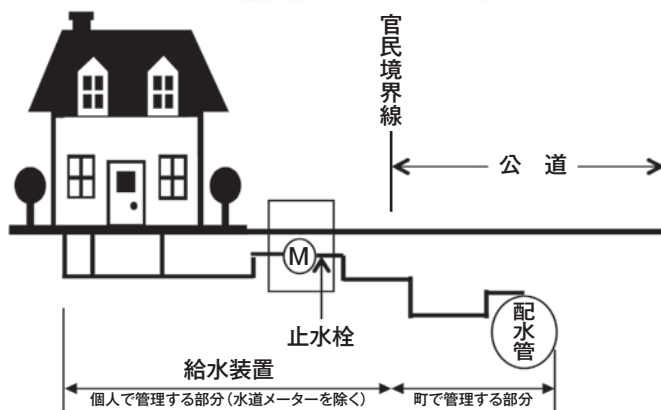 官民境界線
公道
M
止水栓
配水管
給水装置
個人で管理する部分(水道メーターを除く)
町で管理する部分